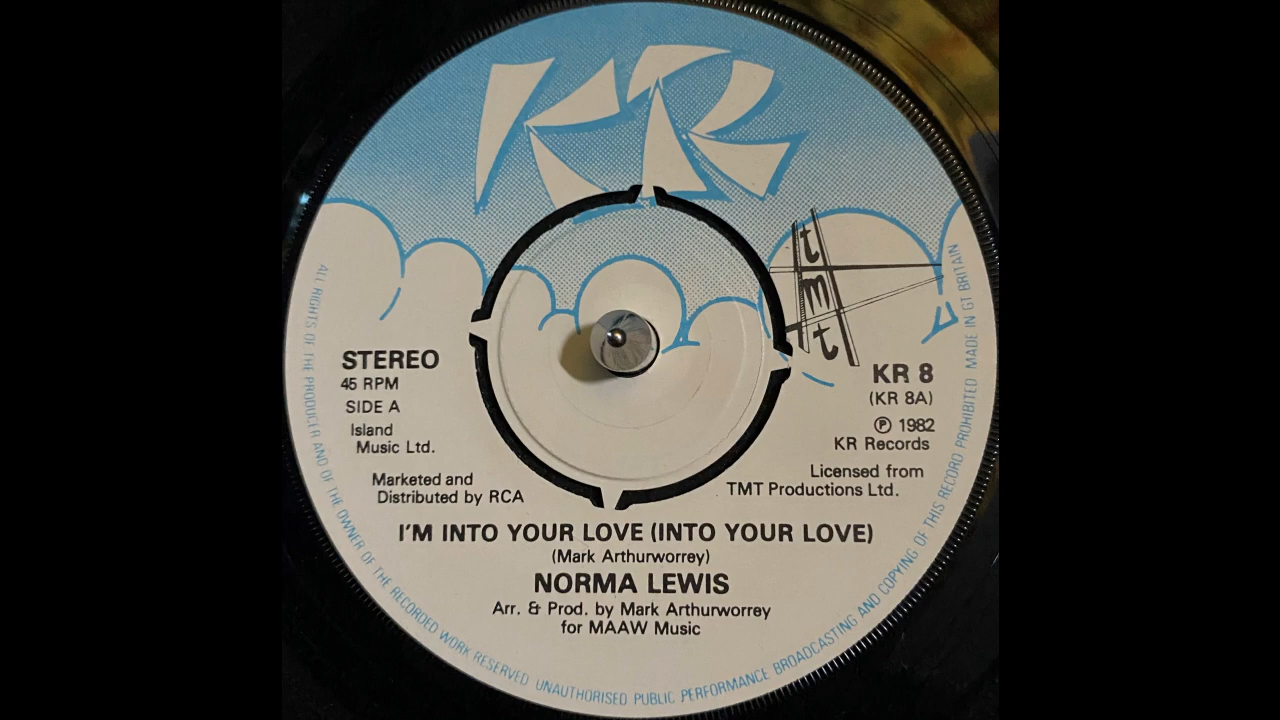 KR
tmt
STEREO
45 RPM
SIDE A
Island
Music Ltd.
Marketed and
Distributed by RCA
KR 8
(KR 8A)
Ⓟ 1982
KR Records
Licensed from
TMT Productions Ltd.
I'M INTO YOUR LOVE (INTO YOUR LOVE)
(Mark Arthurworrey)
NORMA LEWIS
Arr. & Prod. by Mark Arthurworrey
for MAAW Music
ALL RIGHTS OF THE PRODUCER AND OF THE OWNER OF THE RECORDED WORK RESERVED UNAUTHORISED PUBLIC PERFORMANCE BROADCASTING AND COPYING OF THIS RECORD PROHIBITED MADE IN GT BRITAIN